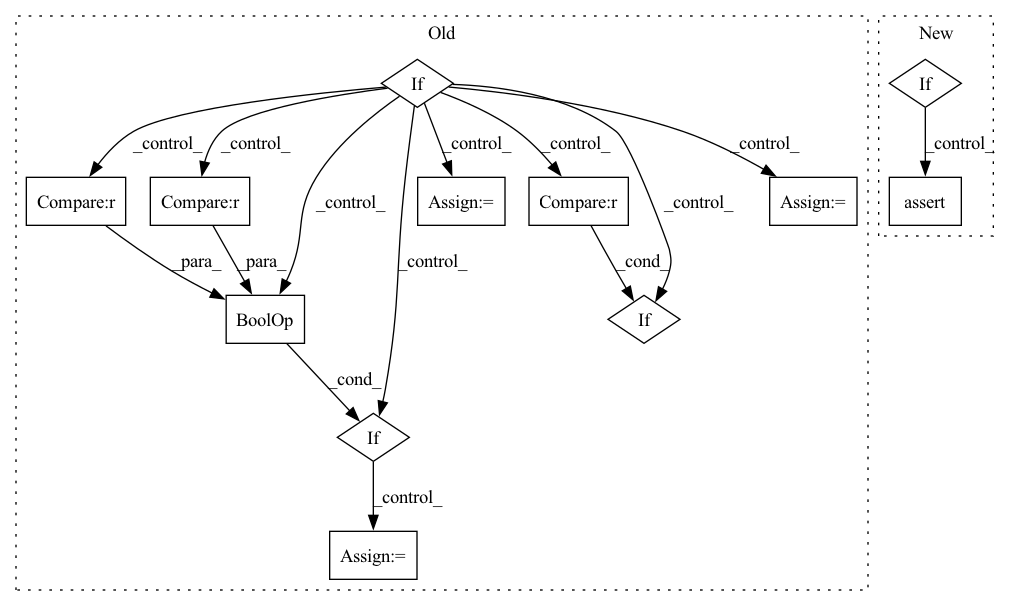 Old
New
If
If
_control_
_control_
_control_
_control_
_control_
_control_
_control_
_control_
_control_
Compare:r
Compare:r
Assign:=
Compare:r
Assign:=
assert
_para_
_para_
_cond_
BoolOp
If
_cond_
If
_control_
Assign:=